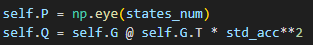 self.P = np.eye(states_num)
self.Q = self.G @ self.G.T * std_acc**2